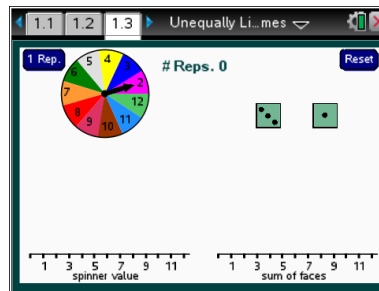 1.1 1.2 1.3 Unequally Li...mes
1 Rep. # Reps. 0 Reset
4
5 3
6 2
7 12
8 11
9 10
1 3 5 7 9 11
spinner value
1 3 5 7 9 11
sum of faces